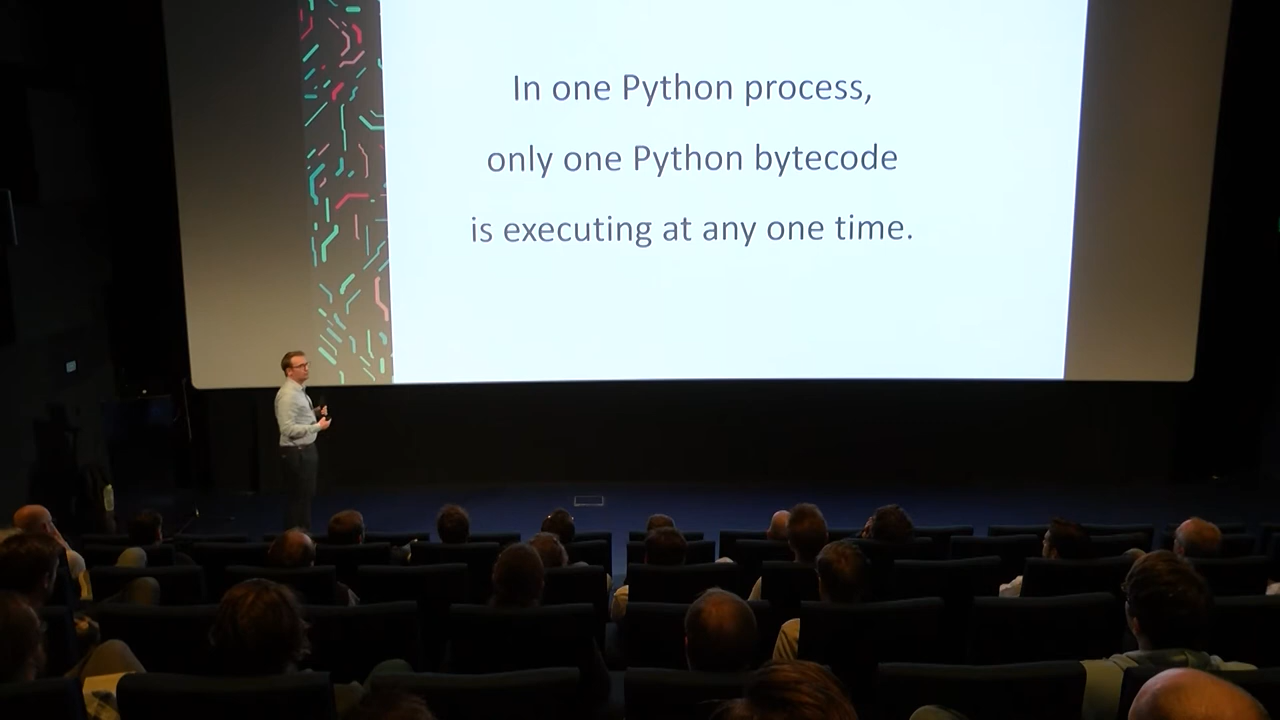 In one Python process,
only one Python bytecode
is executing at any one time.